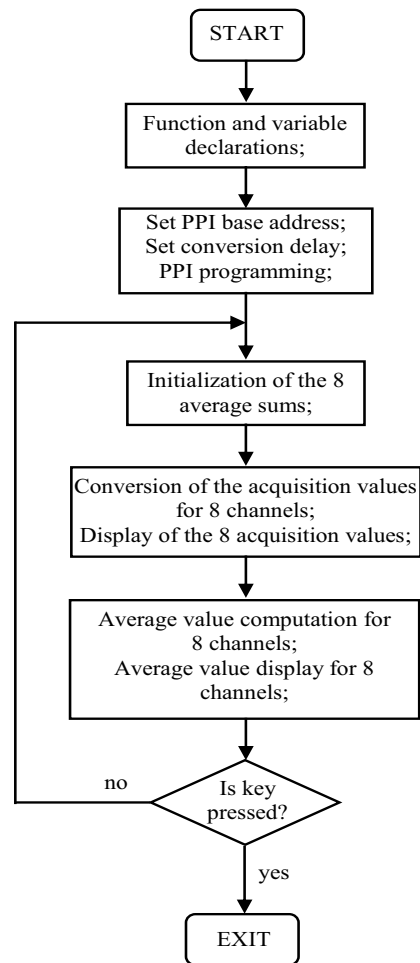 START
Function and variable
declarations;
Set PPI base address;
Set conversion delay;
PPI programming;
Initialization of the 8
average sums;
Conversion of the acquisition values
for 8 channels;
Display of the 8 acquisition values;
Average value computation for
8 channels;
Average value display for 8
channels;
no
Is key
pressed?
yes
EXIT